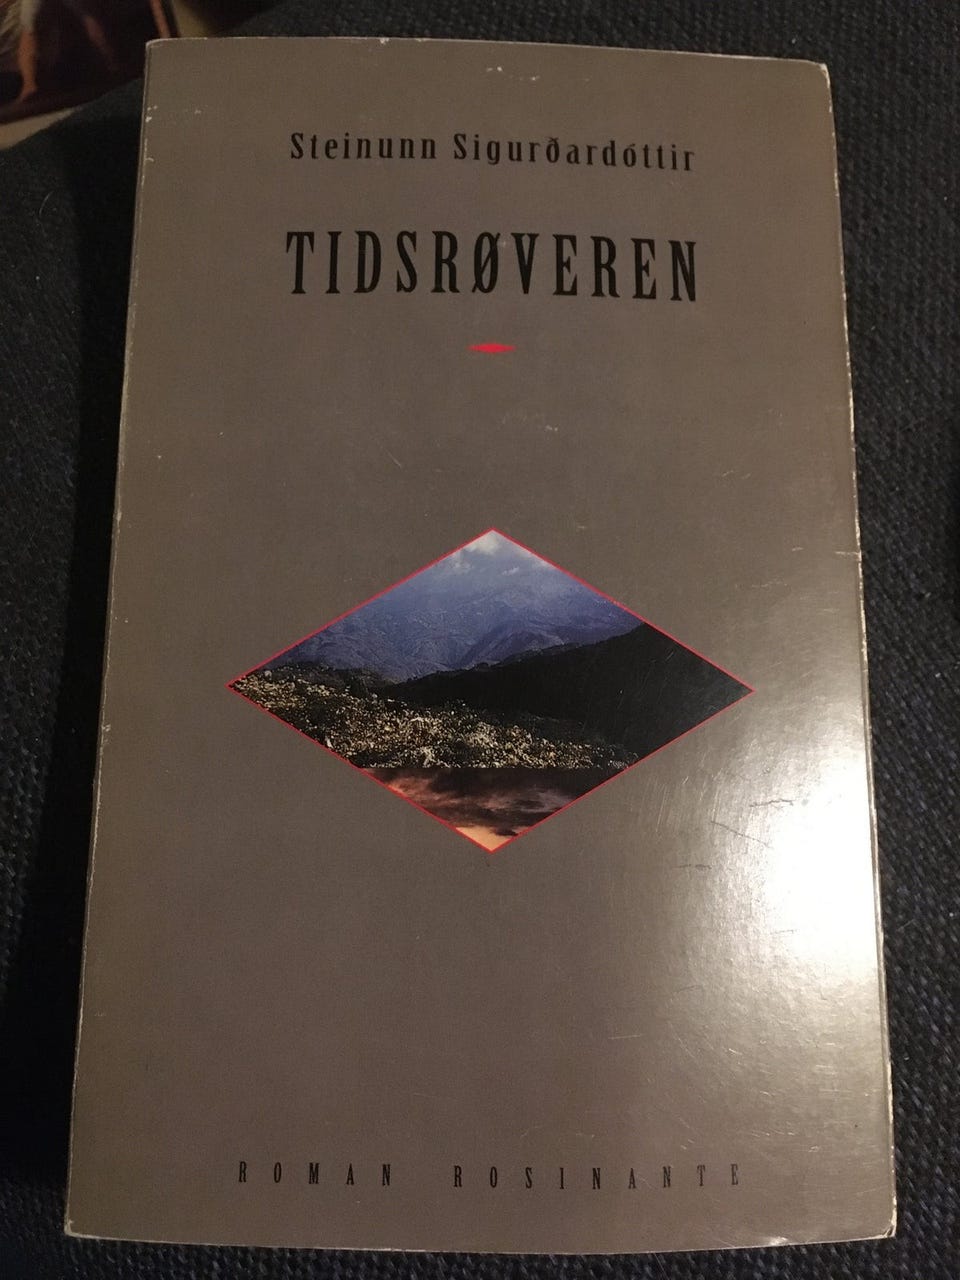 Steinunn Sigurðardóttir
TIDSRØVEREN
ROMAN ROSINANTE